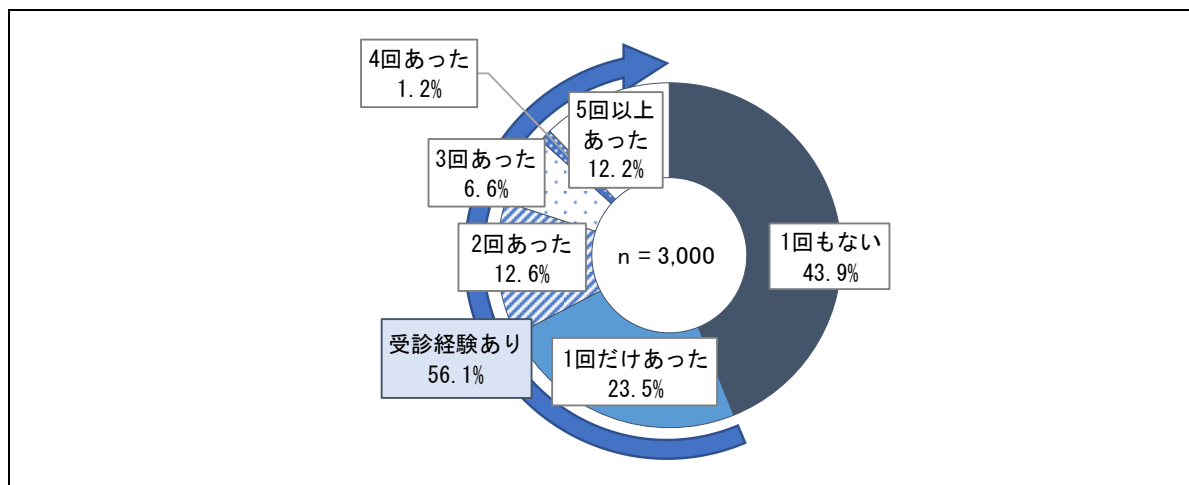 4回あった
1.2%
5回以上
あった
12.2%
3回あった
6.6%
2回あった
12.6%
n = 3,000
1回もない
43.9%
受診経験あり
56.1%
1回だけあった
23.5%